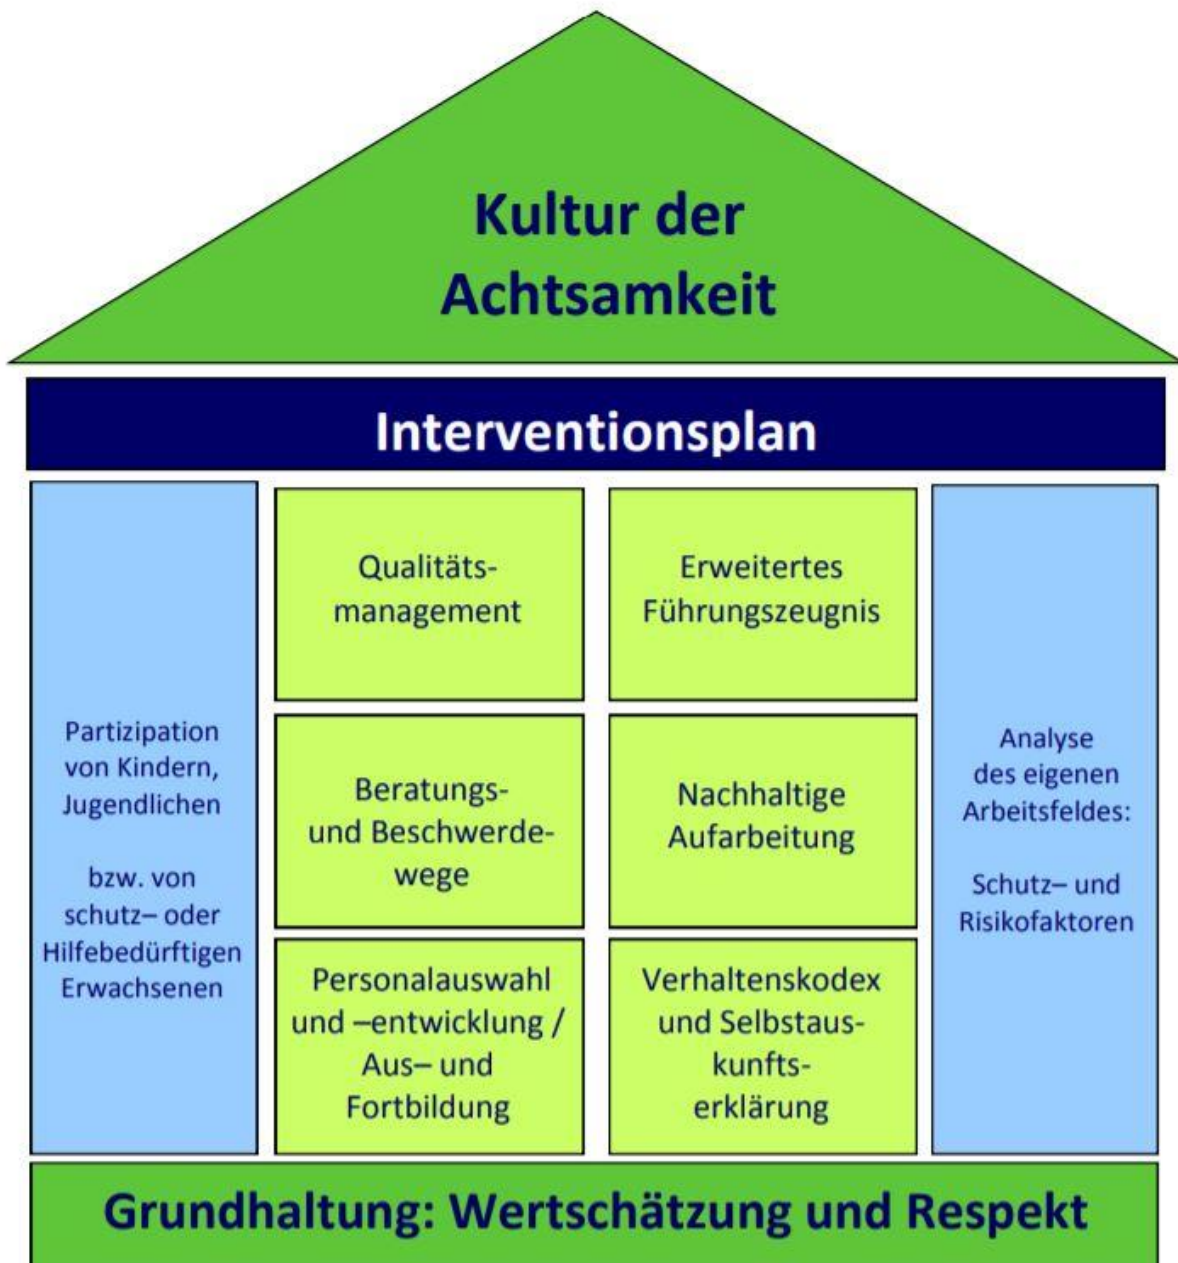 Kultur der
Achtsamkeit
Interventionsplan
Partizipation
von Kindern,
Jugendlichen
bzw. von
schutz– oder
Hilfebedürftigen
Erwachsenen
Qualitäts-
management
Erweitertes
Führungszeugnis
Beratungs-
und Beschwerde-
wege
Nachhaltige
Aufarbeitung
Personalauswahl
und –entwicklung /
Aus– und
Fortbildung
Verhaltenskodex
und Selbstaus-
kunfts-
erklärung
Analyse
des eigenen
Arbeitsfeldes:
Schutz– und
Risikofaktoren
Grundhaltung: Wertschätzung und Respekt